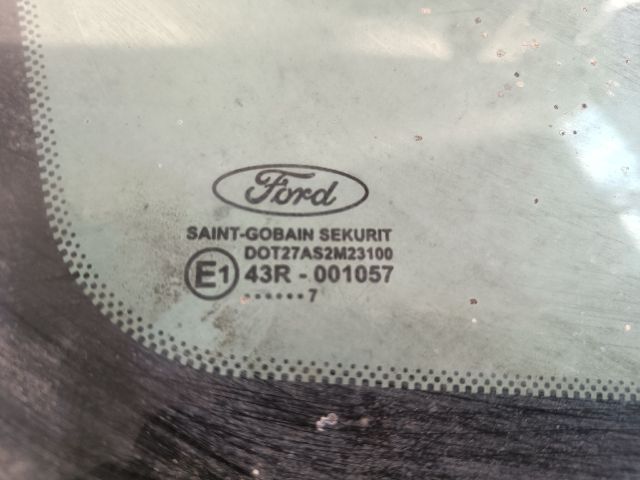 Ford
SAINT-GOBAIN SEKURIT
DOT27AS2M23100
E1 43R - 001057
•••••• 7